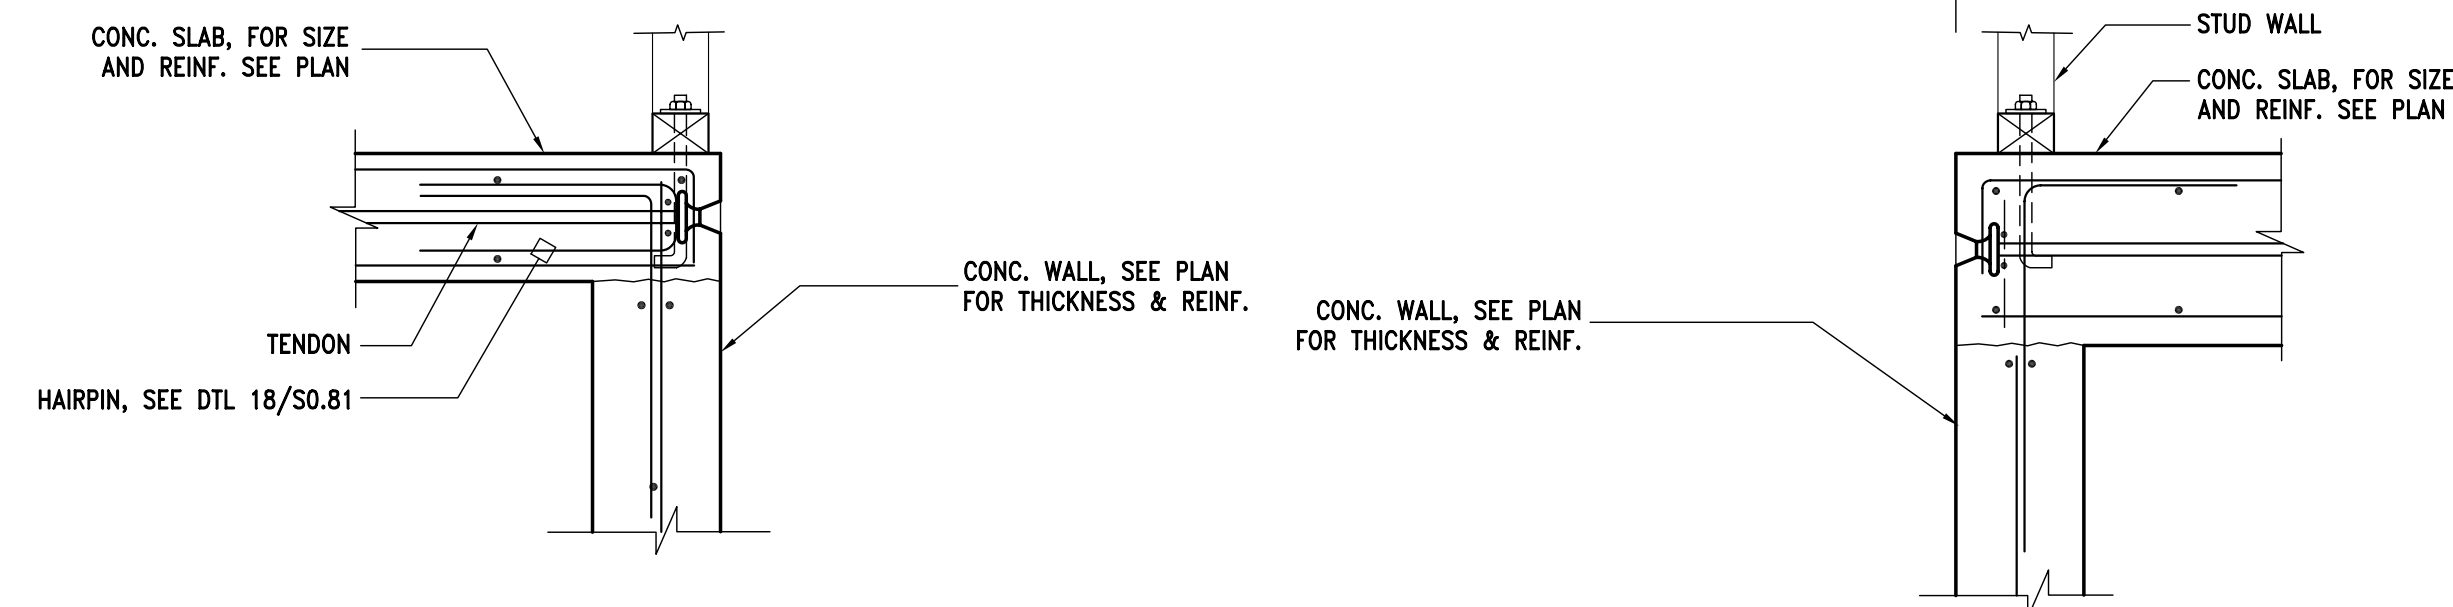 CONC. SLAB, FOR SIZE
AND REINF. SEE PLAN
TENDON
HAIRPIN, SEE DTL 18/S0.81
CONC. WALL, SEE PLAN
FOR THICKNESS & REINF.
CONC. WALL, SEE PLAN
FOR THICKNESS & REINF.
STUD WALL
CONC. SLAB, FOR SIZE
AND REINF. SEE PLAN